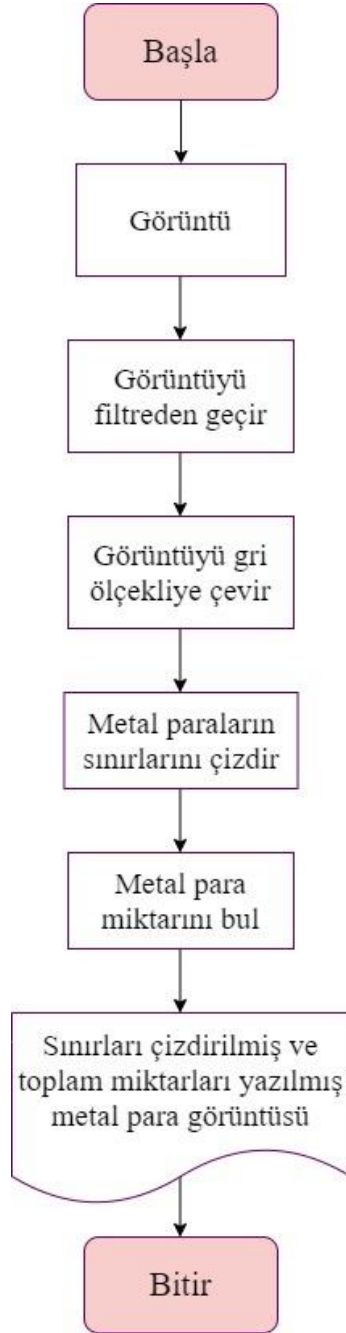 Başla
Görüntü
Görüntüyü
filtreden geçir
Görüntüyü gri
ölçekliye çevir
Metal paraların
sınırlarını çizdir
Metal para
miktarını bul
Sınırları çizdirilmiş ve
toplam miktarları yazılmış
metal para görüntüsü
Bitir